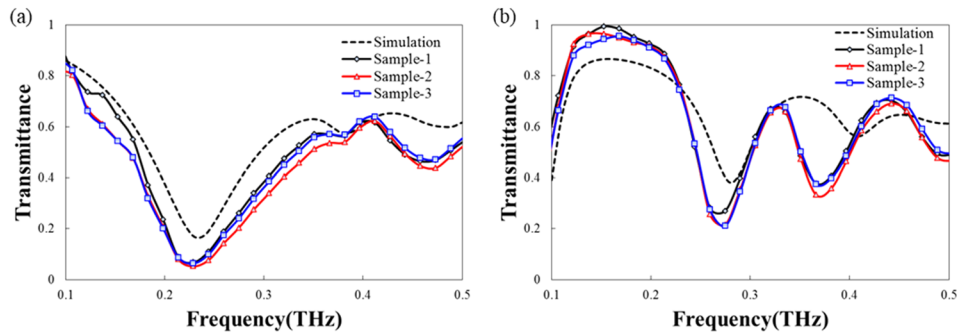 (a)
Transmittance
1
0.8
0.6
0.4
0.2
0
0.1
0.2
0.3
0.4
0.5
Frequency(THz)
Simulation
Sample-1
Sample-2
Sample-3
(b)
Transmittance
1
0.8
0.6
0.4
0.2
0
0.1
0.2
0.3
0.4
0.5
Frequency(THz)
Simulation
Sample-1
Sample-2
Sample-3